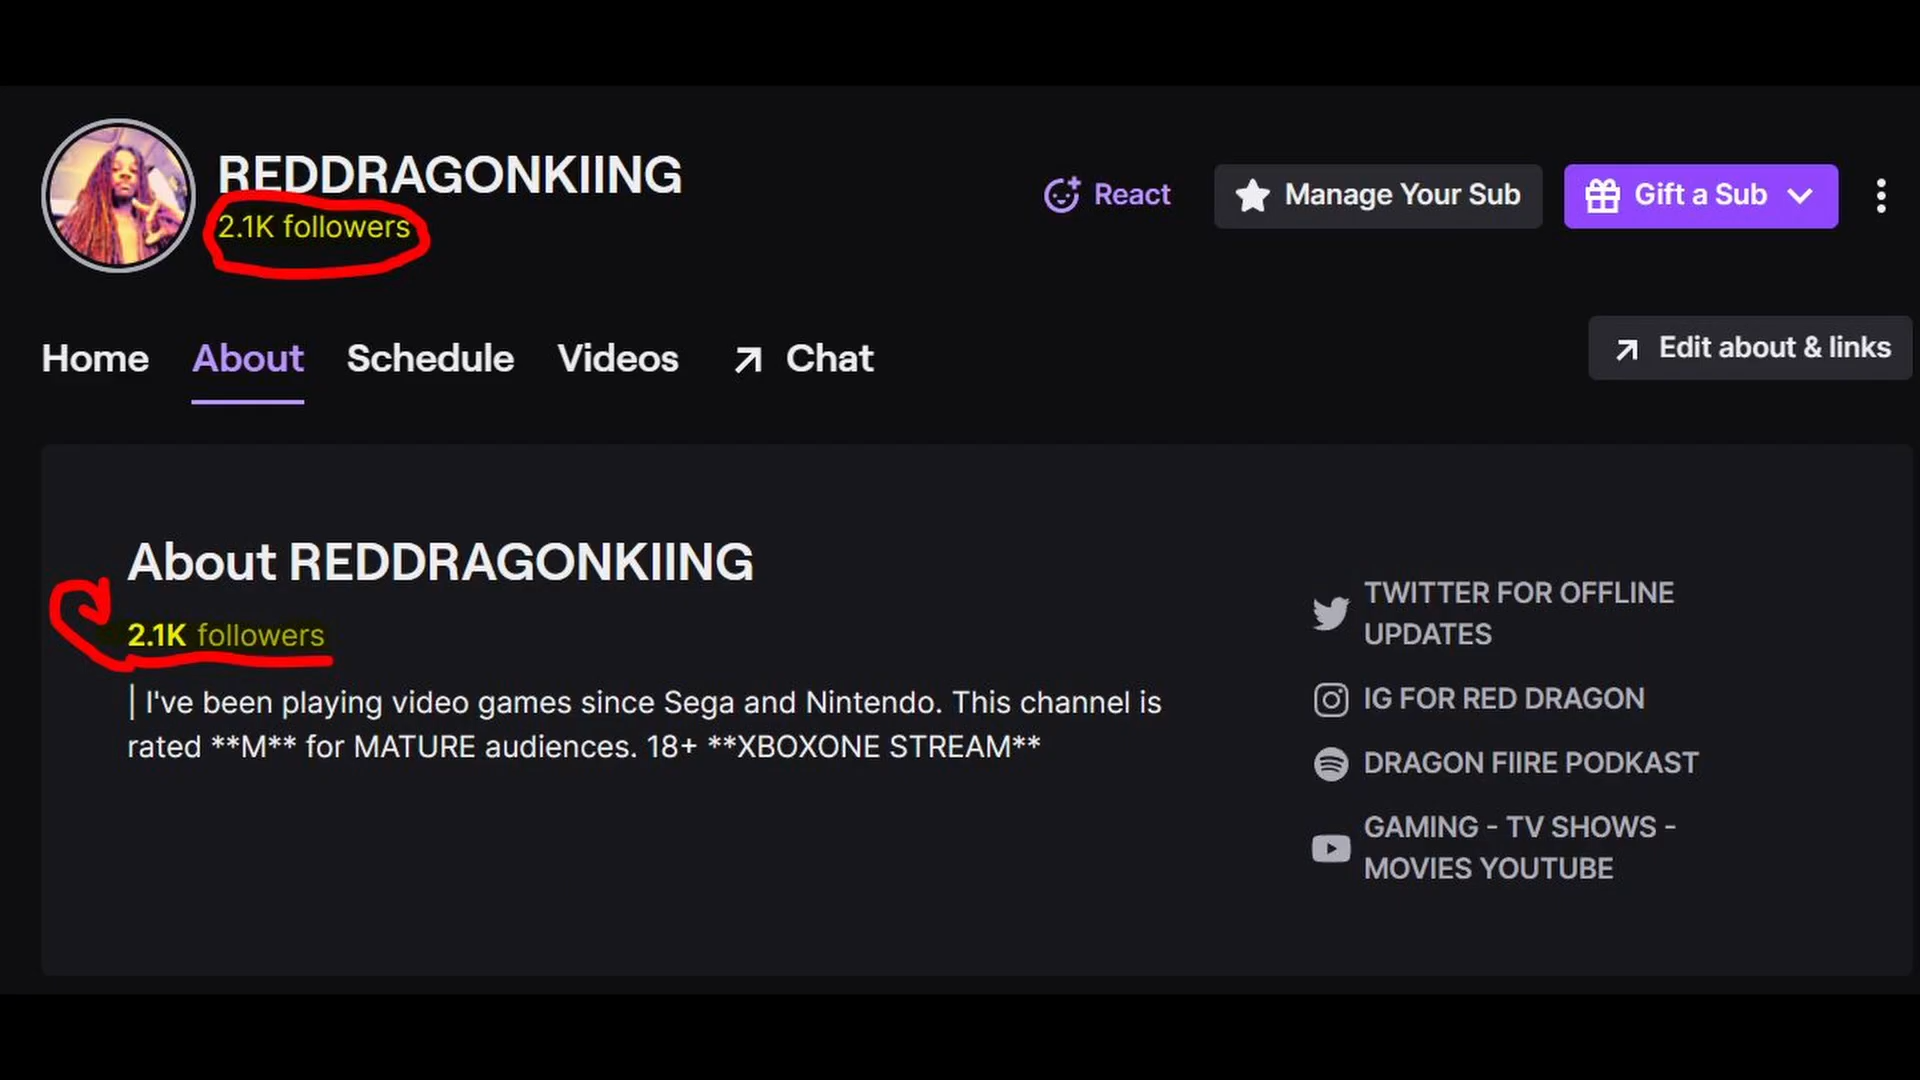 REDDRAGONKIING
2.1K followers
React
Manage Your Sub
Gift a Sub
Home
About
Schedule
Videos
Chat
Edit about & links
About REDDRAGONKIING
2.1K followers
| I've been playing video games since Sega and Nintendo. This channel is
rated **M** for MATURE audiences. 18+ **XBOXONE STREAM**
TWITTER FOR OFFLINE
UPDATES
IG FOR RED DRAGON
DRAGON FIIRE PODKAST
GAMING - TV SHOWS -
MOVIES YOUTUBE